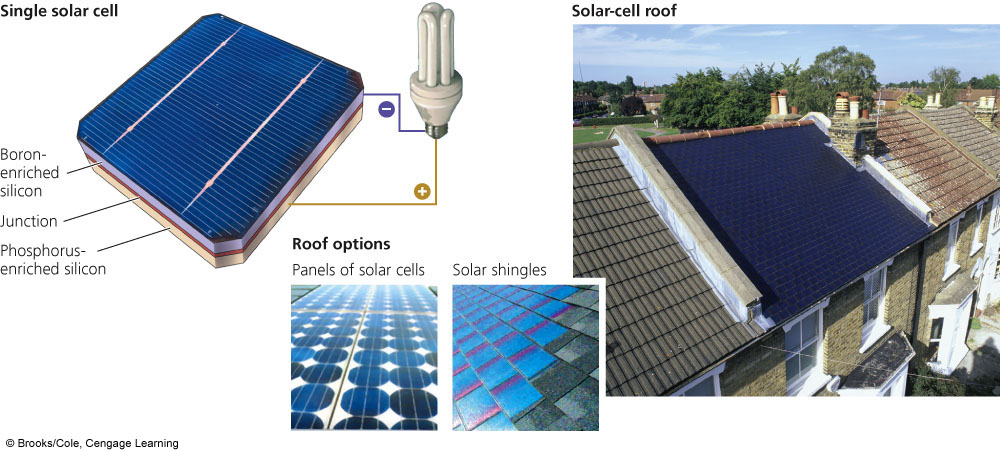 Single solar cell
Boron-
enriched
silicon
Junction
Phosphorus-
enriched silicon
−
+
Roof options
Panels of solar cells
Solar shingles
Solar-cell roof
© Brooks/Cole, Cengage Learning